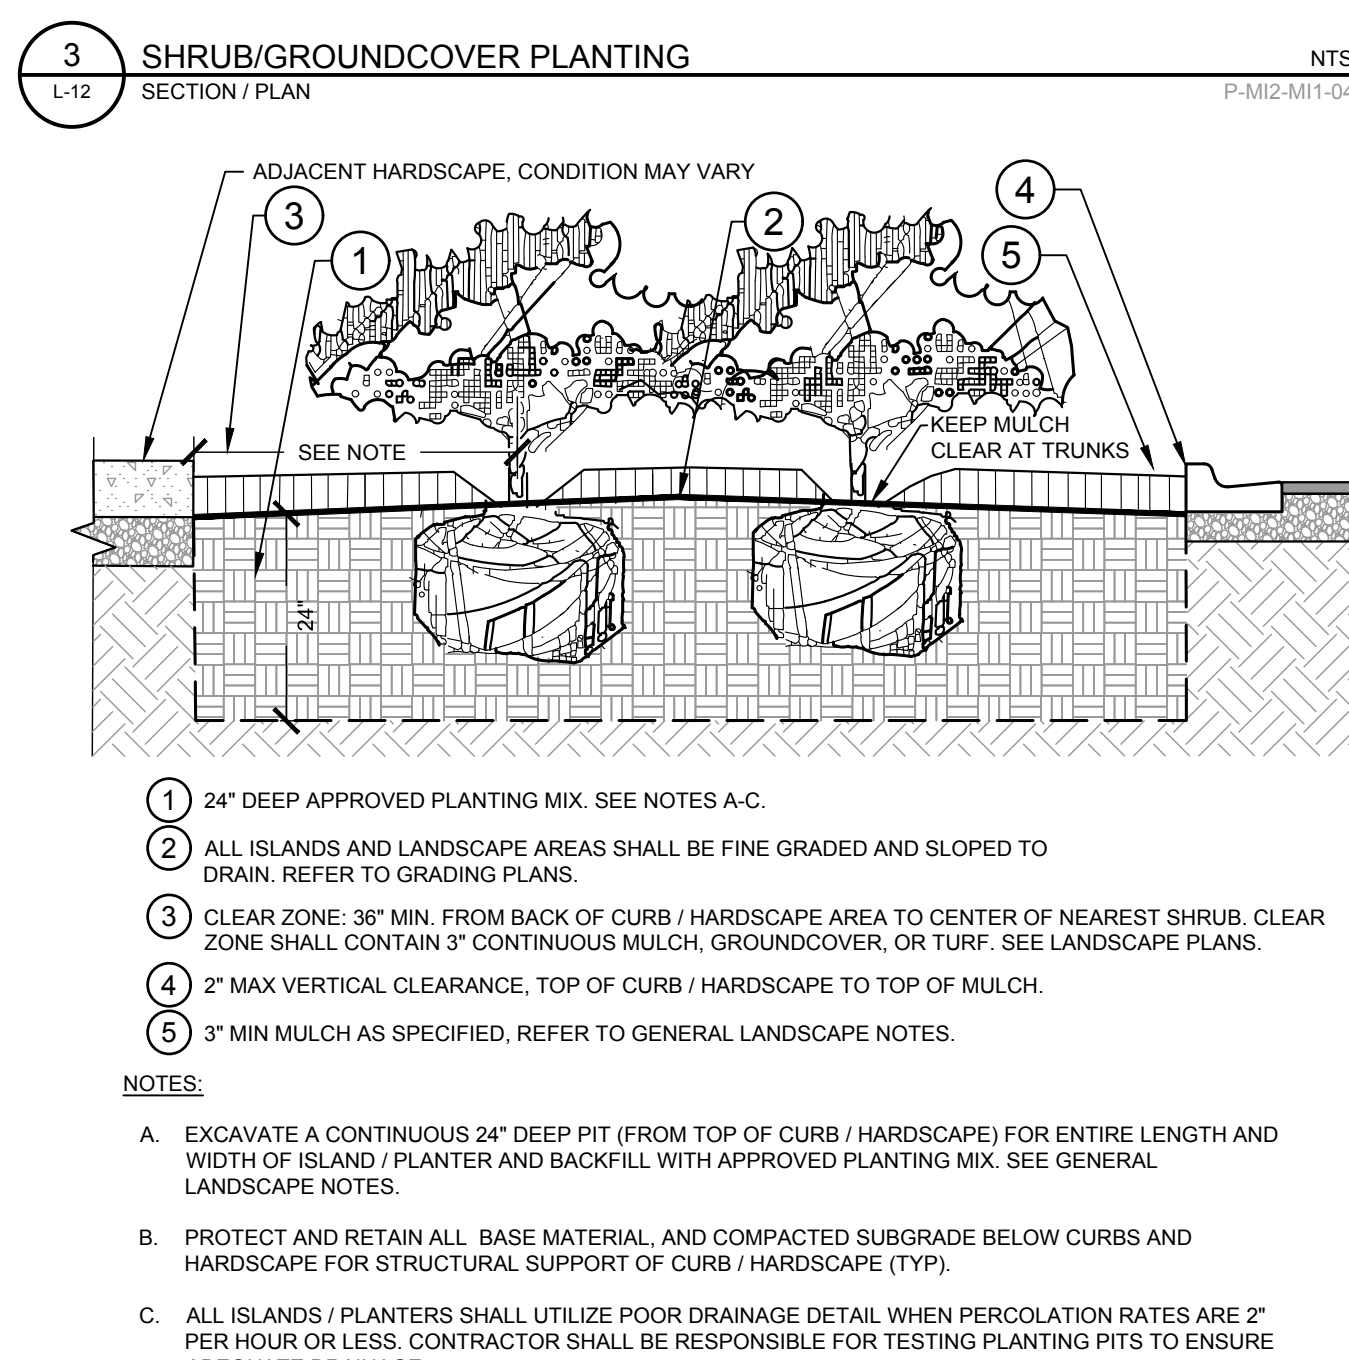 3
L-12
SHRUB/GROUNDCOVER PLANTING
NTS
SECTION / PLAN
P-MI2-MI1-04
ADJACENT HARDSCAPE, CONDITION MAY VARY
3
1
2
4
5
KEEP MULCH
CLEAR AT TRUNKS
SEE NOTE
24"
1 24" DEEP APPROVED PLANTING MIX. SEE NOTES A-C.
2 ALL ISLANDS AND LANDSCAPE AREAS SHALL BE FINE GRADED AND SLOPED TO
DRAIN. REFER TO GRADING PLANS.
3 CLEAR ZONE: 36" MIN. FROM BACK OF CURB / HARDSCAPE AREA TO CENTER OF NEAREST SHRUB. CLEAR
ZONE SHALL CONTAIN 3" CONTINUOUS MULCH, GROUNDCOVER, OR TURF. SEE LANDSCAPE PLANS.
4 2" MAX VERTICAL CLEARANCE, TOP OF CURB / HARDSCAPE TO TOP OF MULCH.
5 3" MIN MULCH AS SPECIFIED, REFER TO GENERAL LANDSCAPE NOTES.
NOTES:
A. EXCAVATE A CONTINUOUS 24" DEEP PIT (FROM TOP OF CURB / HARDSCAPE) FOR ENTIRE LENGTH AND
WIDTH OF ISLAND / PLANTER AND BACKFILL WITH APPROVED PLANTING MIX. SEE GENERAL
LANDSCAPE NOTES.
B. PROTECT AND RETAIN ALL BASE MATERIAL, AND COMPACTED SUBGRADE BELOW CURBS AND
HARDSCAPE FOR STRUCTURAL SUPPORT OF CURB / HARDSCAPE (TYP).
C. ALL ISLANDS / PLANTERS SHALL UTILIZE POOR DRAINAGE DETAIL WHEN PERCOLATION RATES ARE 2"
PER HOUR OR LESS. CONTRACTOR SHALL BE RESPONSIBLE FOR TESTING PLANTING PITS TO ENSURE